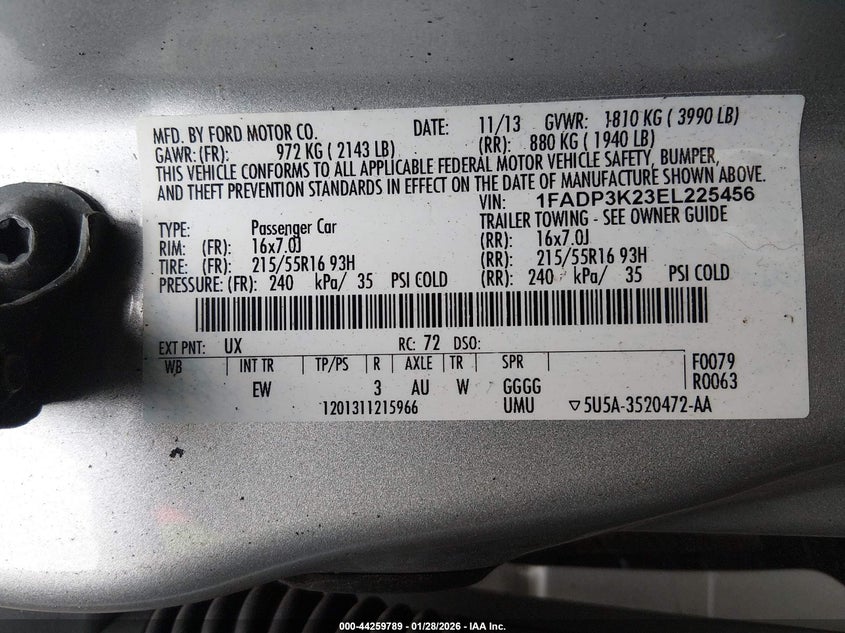 MFD. BY FORD MOTOR CO. DATE: 11/13 GVWR: 1810 KG ( 3990 LB)
GAWR: (FR): 972 KG ( 2143 LB) (RR): 880 KG ( 1940 LB)
THIS VEHICLE CONFORMS TO ALL APPLICABLE FEDERAL MOTOR VEHICLE SAFETY, BUMPER,
AND THEFT PREVENTION STANDARDS IN EFFECT ON THE DATE OF MANUFACTURE SHOWN ABOVE.
VIN: 1FADP3K23EL225456
TYPE: Passenger Car TRAILER TOWING - SEE OWNER GUIDE
RIM: (FR): 16x7.0J (RR): 16x7.0J
TIRE: (FR): 215/55R16 93H (RR): 215/55R16 93H
PRESSURE: (FR): 240 kPa/ 35 PSI COLD (RR): 240 kPa/ 35 PSI COLD
EXT PNT: UX RC: 72 DSO:
WB INT TR TP/PS R AXLE TR SPR F0079
EW 3 AU W GGGG R0063
1201311215966 UMU ▽5U5A-3520472-AA
000-44259789 - 01/28/2026 - IAA Inc.